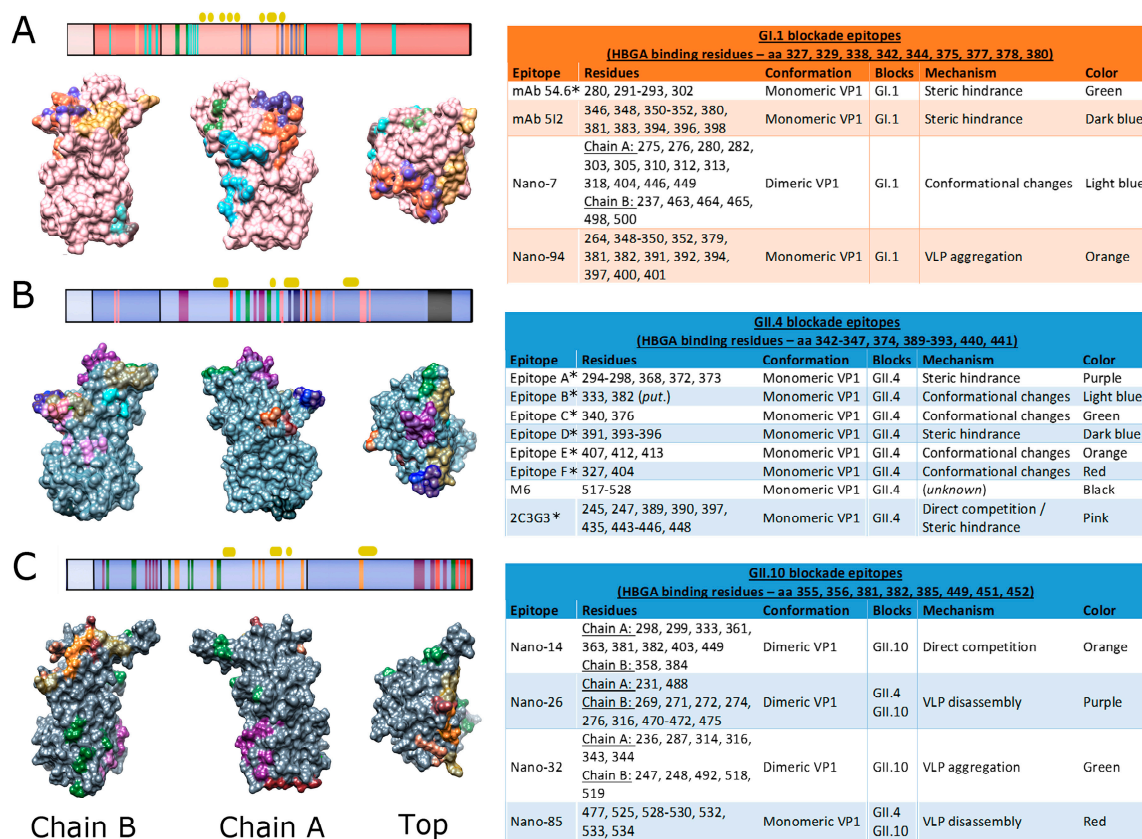 A
GI.1 blockade epitopes
(HBGA binding residues – aa 327, 329, 338, 342, 344, 375, 377, 378, 380)
Epitope Residues Conformation Blocks Mechanism Color
mAb 54.6* 280, 291-293, 302 Monomeric VP1 GI.1 Steric hindrance Green
mAb 5I2 346, 348, 350-352, 380, 381, 383, 394, 396, 398 Monomeric VP1 GI.1 Steric hindrance Dark blue
Nano-7 Chain A: 275, 276, 280, 282, 303, 305, 310, 312, 313, 318, 404, 446, 449 Chain B: 237, 463, 464, 465, 498, 500 Dimeric VP1 GI.1 Conformational changes Light blue
Nano-94 264, 348-350, 352, 379, 381, 382, 391, 392, 394, 397, 400, 401 Monomeric VP1 GI.1 VLP aggregation Orange
B
GII.4 blockade epitopes
(HBGA binding residues – aa 342-347, 374, 389-393, 440, 441)
Epitope Residues Conformation Blocks Mechanism Color
Epitope A* 294-298, 368, 372, 373 Monomeric VP1 GII.4 Steric hindrance Purple
Epitope B* 333, 382 (put.) Monomeric VP1 GII.4 Conformational changes Light blue
Epitope C* 340, 376 Monomeric VP1 GII.4 Conformational changes Green
Epitope D* 391, 393-396 Monomeric VP1 GII.4 Steric hindrance Dark blue
Epitope E* 407, 412, 413 Monomeric VP1 GII.4 Conformational changes Orange
Epitope F* 327, 404 Monomeric VP1 GII.4 Conformational changes Red
M6 517-528 Monomeric VP1 GII.4 (unknown) Black
2C3G3* 245, 247, 389, 390, 397, 435, 443-446, 448 Monomeric VP1 GII.4 Direct competition / Steric hindrance Pink
C
GII.10 blockade epitopes
(HBGA binding residues – aa 355, 356, 381, 382, 385, 449, 451, 452)
Epitope Residues Conformation Blocks Mechanism Color
Nano-14 Chain A: 298, 299, 333, 361, 363, 381, 382, 403, 449 Chain B: 358, 384 Dimeric VP1 GII.10 Direct competition Orange
Nano-26 Chain A: 231, 488 Chain B: 269, 271, 272, 274, 276, 316, 470-472, 475 Dimeric VP1 GII.4 GII.10 VLP disassembly Purple
Nano-32 Chain A: 236, 287, 314, 316, 343, 344 Chain B: 247, 248, 492, 518, 519 Dimeric VP1 GII.10 VLP aggregation Green
Nano-85 477, 525, 528-530, 532, 533, 534 Monomeric VP1 GII.4 GII.10 VLP disassembly Red
Chain B Chain A Top